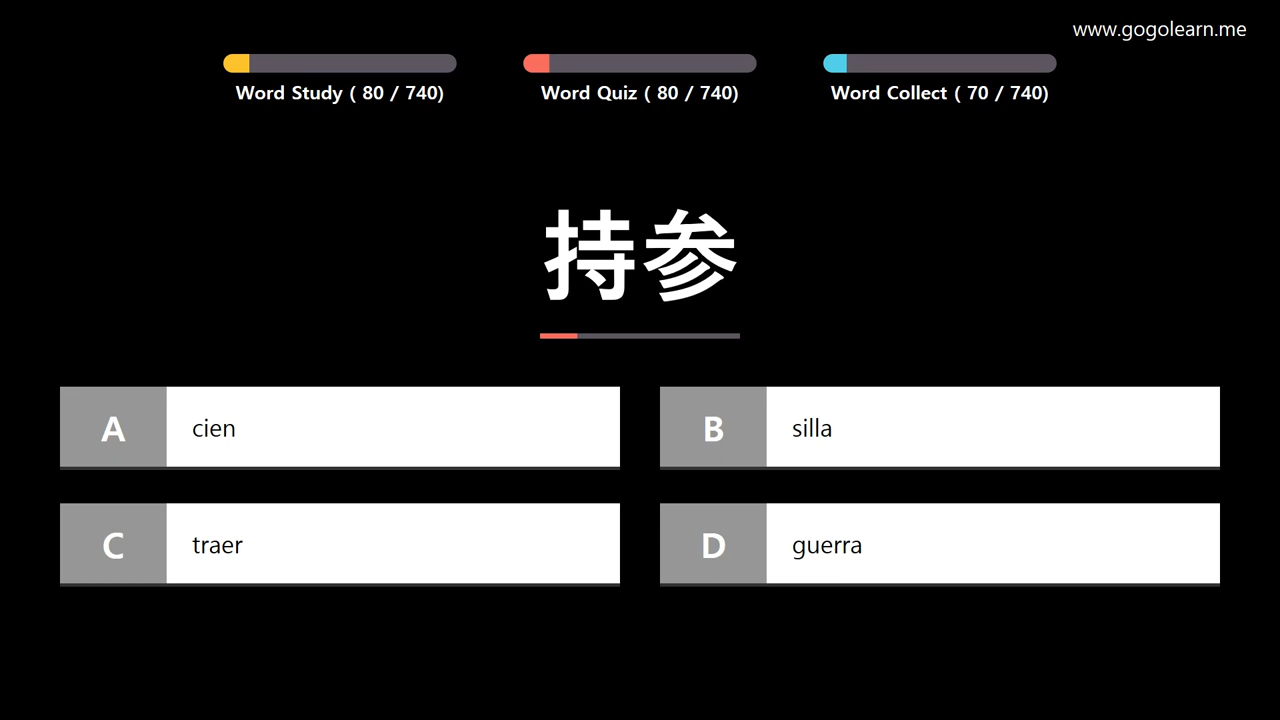 www.gogolearn.me
Word Study ( 80 / 740)
Word Quiz ( 80 / 740)
Word Collect ( 70 / 740)
持参
A cien
B silla
C traer
D guerra